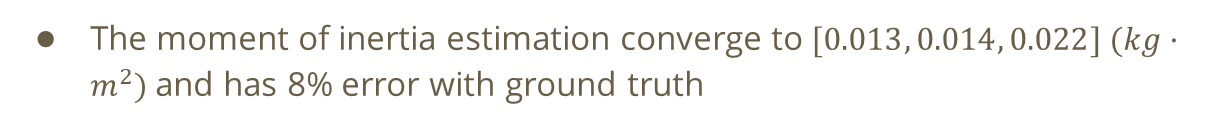 ● The moment of inertia estimation converge to [0.013, 0.014, 0.022] (kg ·
m²) and has 8% error with ground truth